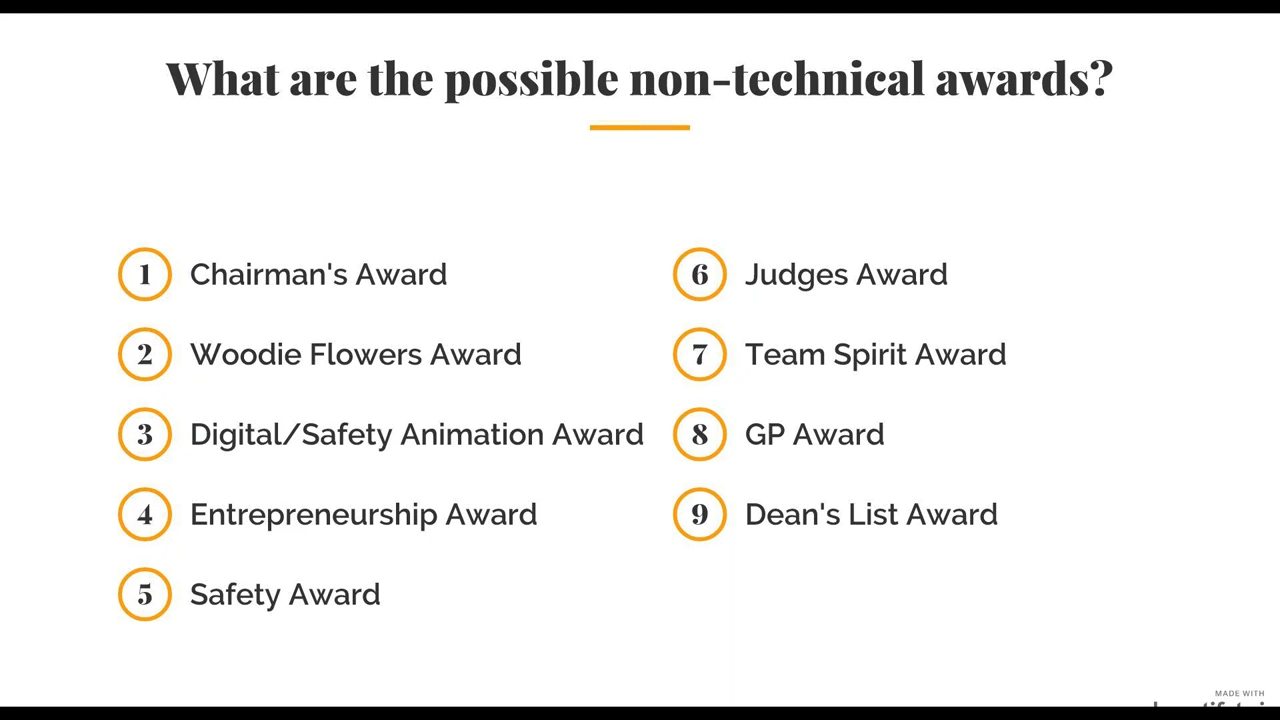 What are the possible non-technical awards?
1 Chairman's Award
2 Woodie Flowers Award
3 Digital/Safety Animation Award
4 Entrepreneurship Award
5 Safety Award
6 Judges Award
7 Team Spirit Award
8 GP Award
9 Dean's List Award
MADE WITH